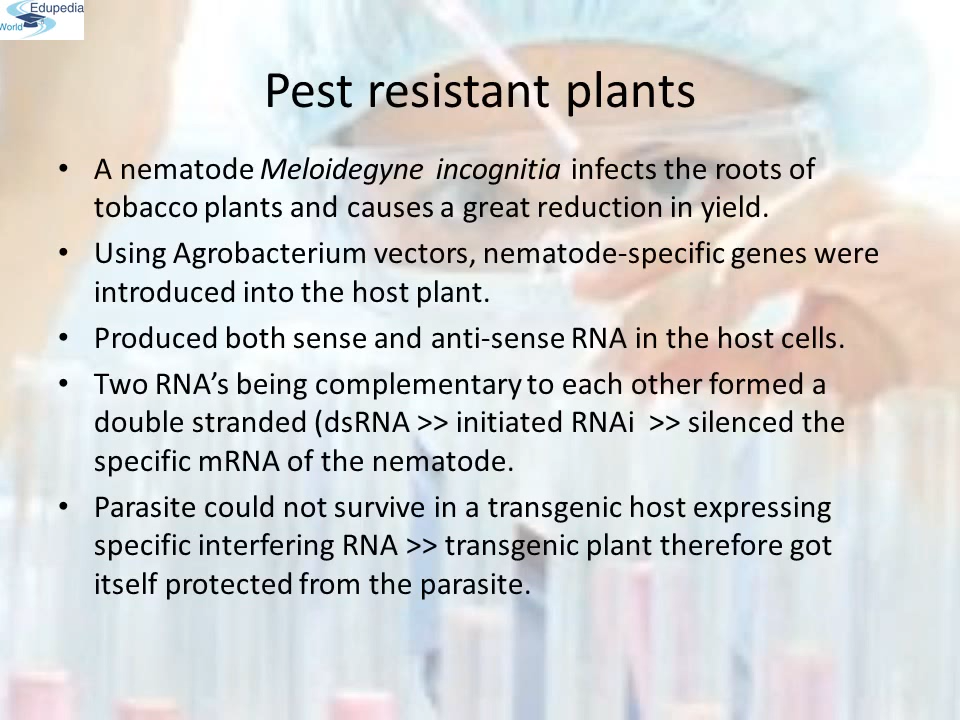 Edupedia
World
Pest resistant plants
• A nematode Meloidegyne incognitia infects the roots of
tobacco plants and causes a great reduction in yield.
• Using Agrobacterium vectors, nematode-specific genes were
introduced into the host plant.
• Produced both sense and anti-sense RNA in the host cells.
• Two RNA’s being complementary to each other formed a
double stranded (dsRNA >> initiated RNAi >> silenced the
specific mRNA of the nematode.
• Parasite could not survive in a transgenic host expressing
specific interfering RNA >> transgenic plant therefore got
itself protected from the parasite.